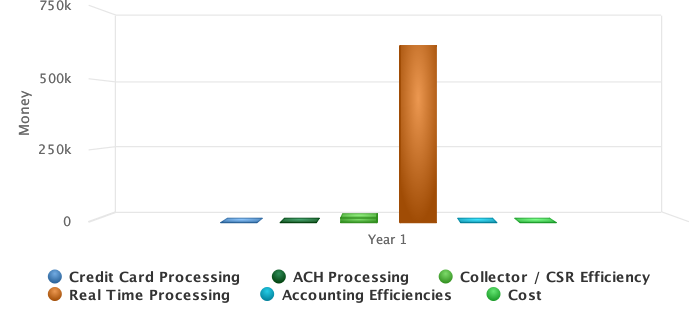 750k
500k
Money
250k
0
Year 1
Credit Card Processing ACH Processing Collector / CSR Efficiency
Real Time Processing Accounting Efficiencies Cost